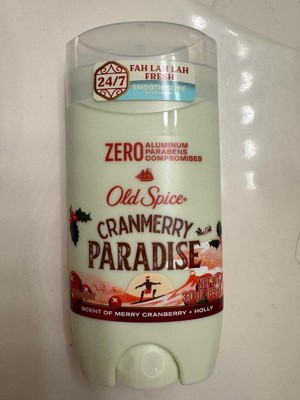 FAH LAH LAH
FRESH
24/7
ZERO ALUMINUM
PARABENS
COMPROMISES
Old Spice®
CRANMERRY
PARADISE
SCENT OF MERRY CRANBERRY + HOLLY